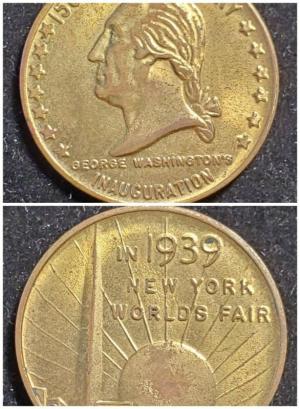 GEORGE WASHINGTON'S
INAUGURATION
IN 1939
NEW YORK
WORLD'S FAIR